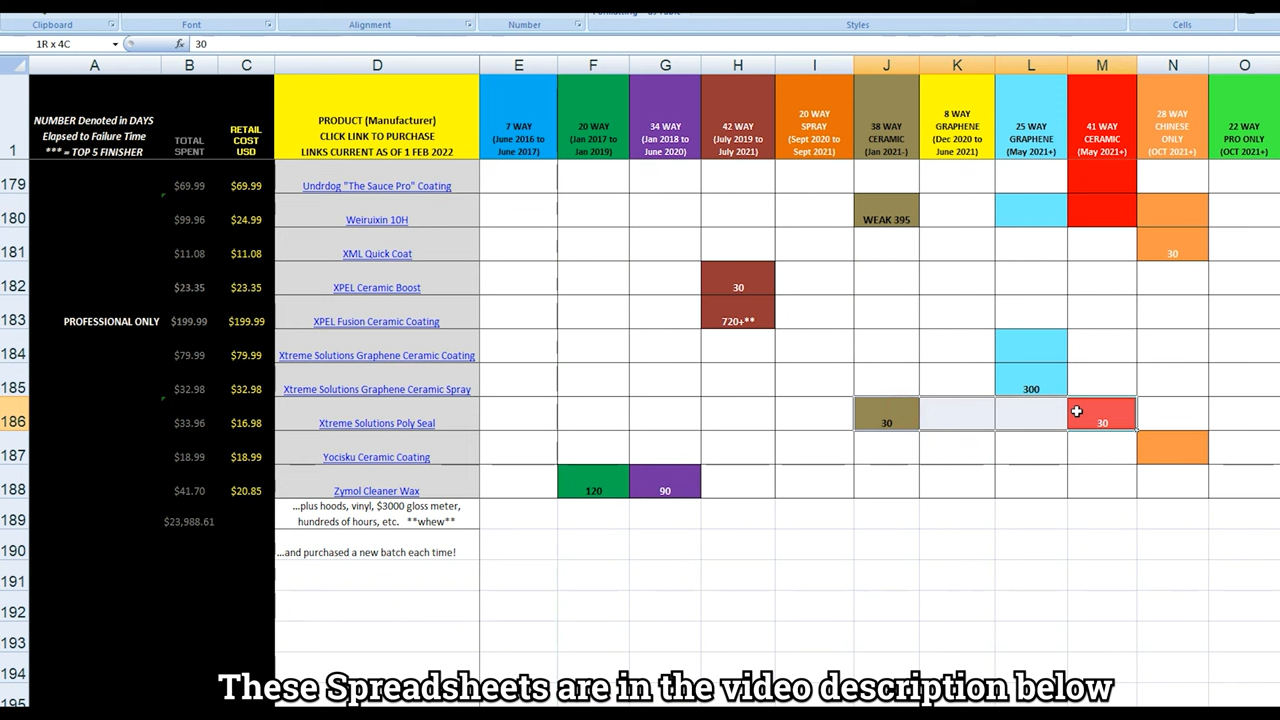 Clipboard Font Alignment Number Styles Cells
1R x 4C fx 30
A B C D E F G H I J K L M N O
1 NUMBER Denoted in DAYS Elapsed to Failure Time *** = TOP 5 FINISHER TOTAL SPENT RETAIL COST USD PRODUCT (Manufacturer) CLICK LINK TO PURCHASE LINKS CURRENT AS OF 1 FEB 2022 7 WAY (June 2016 to June 2017) 20 WAY (Jan 2017 to Jan 2019) 34 WAY (Jan 2018 to June 2020) 42 WAY (July 2019 to July 2021) 20 WAY SPRAY (Sept 2020 to Sept 2021) 38 WAY CERAMIC (Jan 2021-) 8 WAY GRAPHENE (Dec 2020 to June 2021) 25 WAY GRAPHENE (May 2021+) 41 WAY CERAMIC (May 2021+) 28 WAY CHINESE ONLY (OCT 2021+) 22 WAY PRO ONLY (OCT 2021+)
179 $69.99 $69.99 Undrdog "The Sauce Pro" Coating
180 $99.96 $24.99 Weiruixin 10H WEAK 395
181 $11.08 $11.08 XML Quick Coat 30
182 $23.35 $23.35 XPEL Ceramic Boost 30
183 PROFESSIONAL ONLY $199.99 $199.99 XPEL Fusion Ceramic Coating 720+**
184 $79.99 $79.99 Xtreme Solutions Graphene Ceramic Coating
185 $32.98 $32.98 Xtreme Solutions Graphene Ceramic Spray 300
186 $33.96 $16.98 Xtreme Solutions Poly Seal 30 30
187 $18.99 $18.99 Yocisku Ceramic Coating
188 $41.70 $20.85 Zymol Cleaner Wax 120 90
189 $23,988.61 ...plus hoods, vinyl, $3000 gloss meter, hundreds of hours, etc. **whew**
190 ...and purchased a new batch each time!
191
192
193
194
195
These Spreadsheets are in the video description below